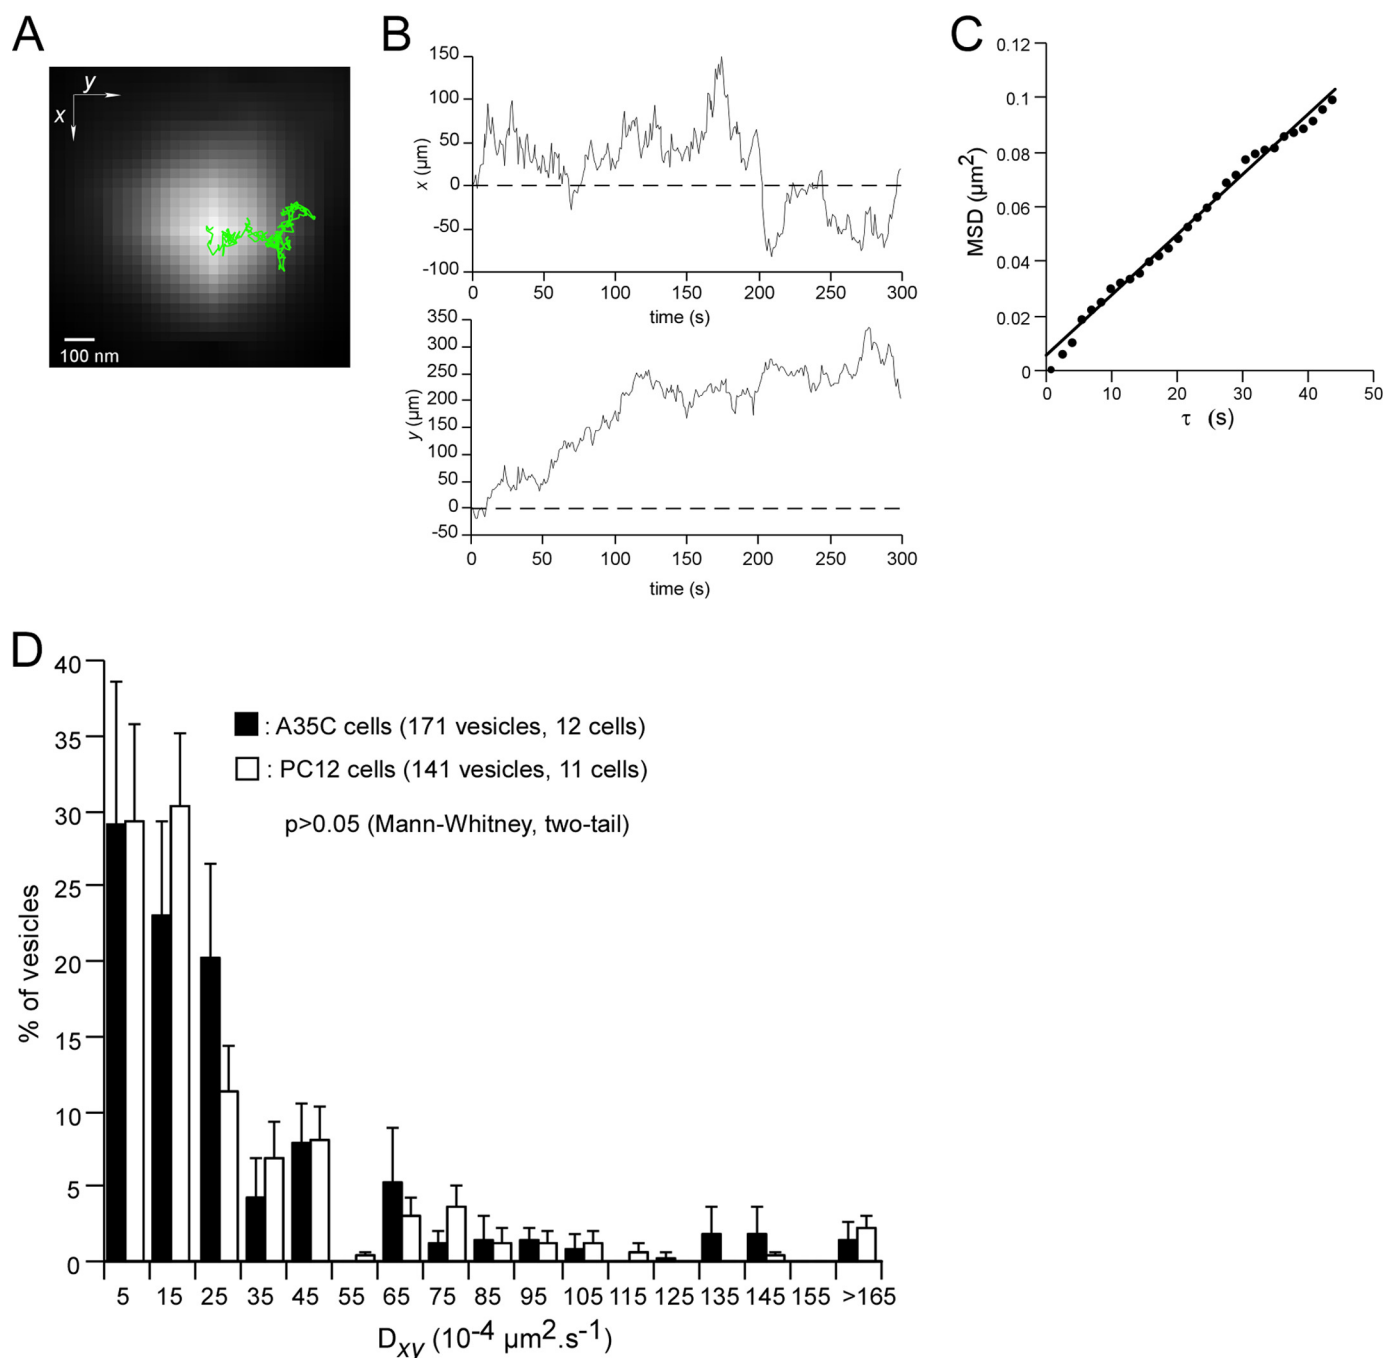 A
y
x
100 nm
B
150
100
50
0
-50
-100
x (μm)
0 50 100 150 200 250 300
time (s)
350
300
250
200
150
100
50
0
-50
y (μm)
0 50 100 150 200 250 300
time (s)
C
0.12
0.1
0.08
0.06
0.04
0.02
0
MSD (μm²)
0 10 20 30 40 50
τ (s)
D
40
35
30
25
20
15
10
5
0
% of vesicles
: A35C cells (171 vesicles, 12 cells)
: PC12 cells (141 vesicles, 11 cells)
p>0.05 (Mann-Whitney, two-tail)
5 15 25 35 45 55 65 75 85 95 105 115 125 135 145 155 >165
Dxy (10⁻⁴ μm².s⁻¹)